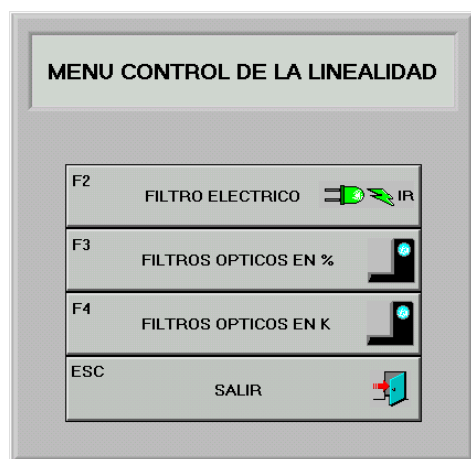 MENU CONTROL DE LA LINEALIDAD
F2
FILTRO ELECTRICO IR
F3
FILTROS OPTICOS EN %
F4
FILTROS OPTICOS EN K
ESC
SALIR